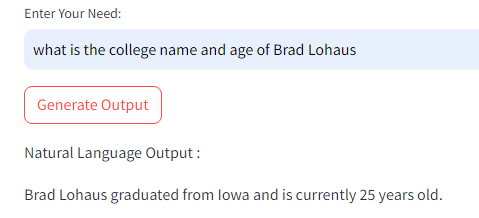 Enter Your Need:
what is the college name and age of Brad Lohaus
Generate Output
Natural Language Output :
Brad Lohaus graduated from Iowa and is currently 25 years old.